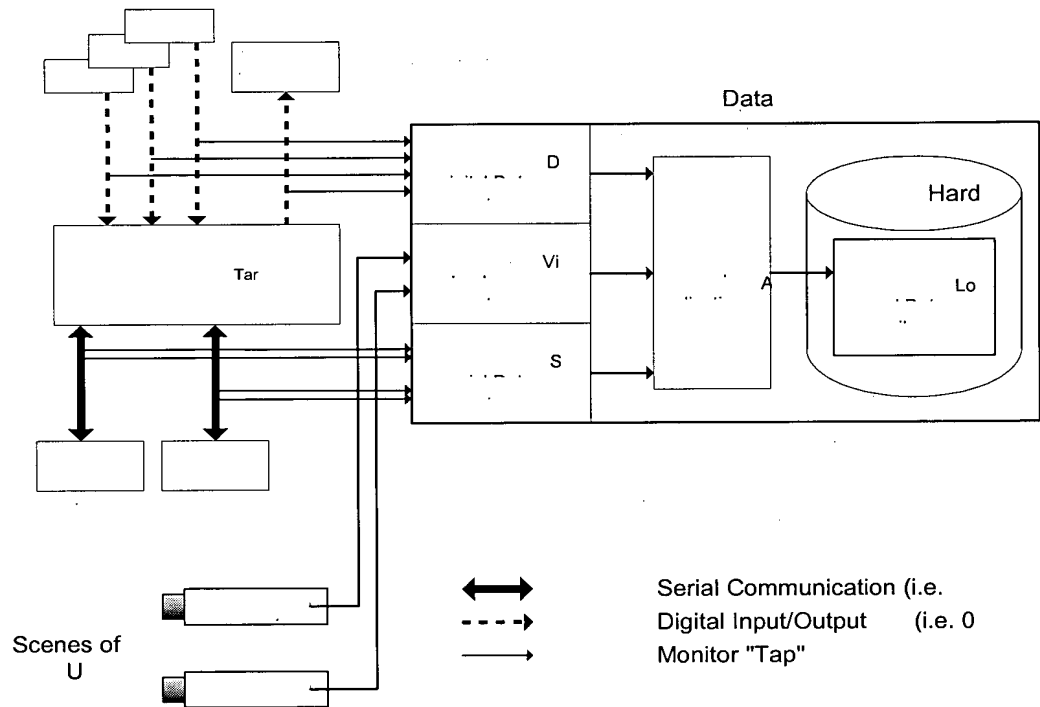 Data
D
Hard
Tar
Vi
A
Lo
S
Serial Communication (i.e.
Digital Input/Output (i.e. 0
Monitor "Tap"
Scenes of
U